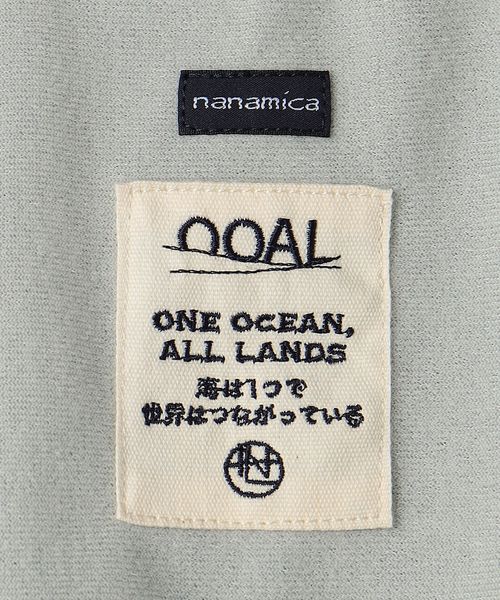 nanamica
OOAL
ONE OCEAN,
ALL LANDS
海は1つで
世界はつながっている